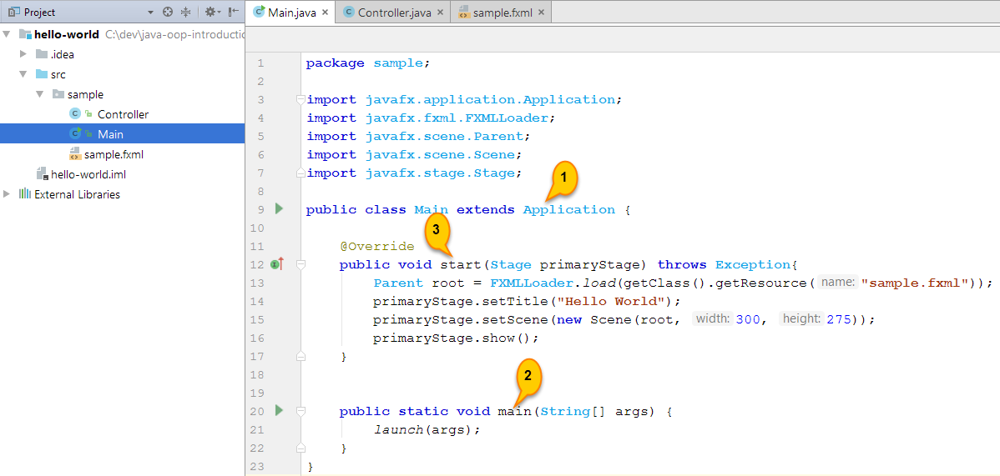 Project
hello-world C:\dev\java-oop-introductio
.idea
src
sample
Controller
Main
sample.fxml
hello-world.iml
External Libraries
Main.java × Controller.java × sample.fxml ×
1 package sample;
2
3 import javafx.application.Application;
4 import javafx.fxml.FXMLLoader;
5 import javafx.scene.Parent;
6 import javafx.scene.Scene;
7 import javafx.stage.Stage;
1
8
9 public class Main extends Application {
3
10
11 @Override
12 public void start(Stage primaryStage) throws Exception{
13 Parent root = FXMLLoader.load(getClass().getResource( name: "sample.fxml"));
14 primaryStage.setTitle("Hello World");
15 primaryStage.setScene(new Scene(root, width: 300, height: 275));
16 primaryStage.show();
17 }
2
18
19
20 public static void main(String[] args) {
21 launch(args);
22 }
23 }